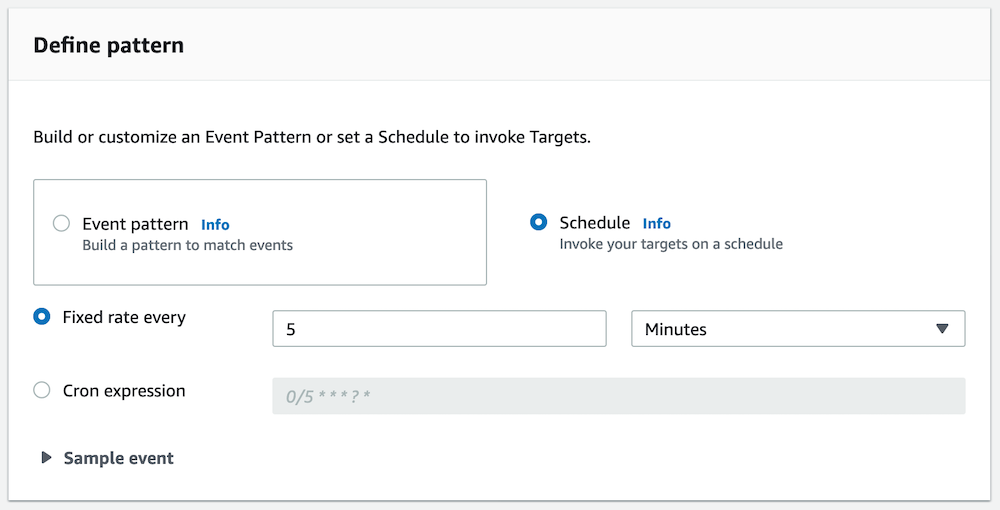 Define pattern
Build or customize an Event Pattern or set a Schedule to invoke Targets.
Event pattern Info
Build a pattern to match events
Schedule Info
Invoke your targets on a schedule
Fixed rate every
5
Minutes
Cron expression
0/5 * * * ? *
Sample event